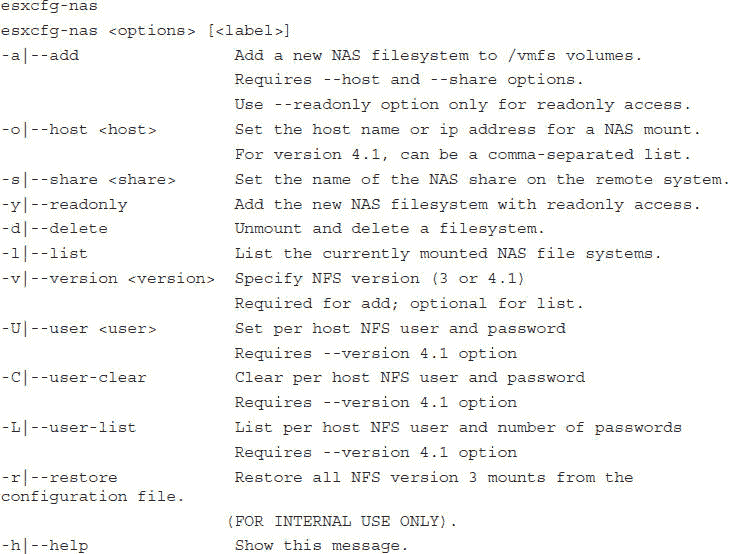 esxcfg-nas
esxcfg-nas <options> [<label>]
-a|--add Add a new NAS filesystem to /vmfs volumes.
Requires --host and --share options.
Use --readonly option only for readonly access.
-o|--host <host> Set the host name or ip address for a NAS mount.
For version 4.1, can be a comma-separated list.
-s|--share <share> Set the name of the NAS share on the remote system.
-y|--readonly Add the new NAS filesystem with readonly access.
-d|--delete Unmount and delete a filesystem.
-l|--list List the currently mounted NAS file systems.
-v|--version <version> Specify NFS version (3 or 4.1)
Required for add; optional for list.
-U|--user <user> Set per host NFS user and password
Requires --version 4.1 option
-C|--user-clear Clear per host NFS user and password
Requires --version 4.1 option
-L|--user-list List per host NFS user and number of passwords
Requires --version 4.1 option
-r|--restore Restore all NFS version 3 mounts from the
configuration file.
(FOR INTERNAL USE ONLY).
-h|--help Show this message.